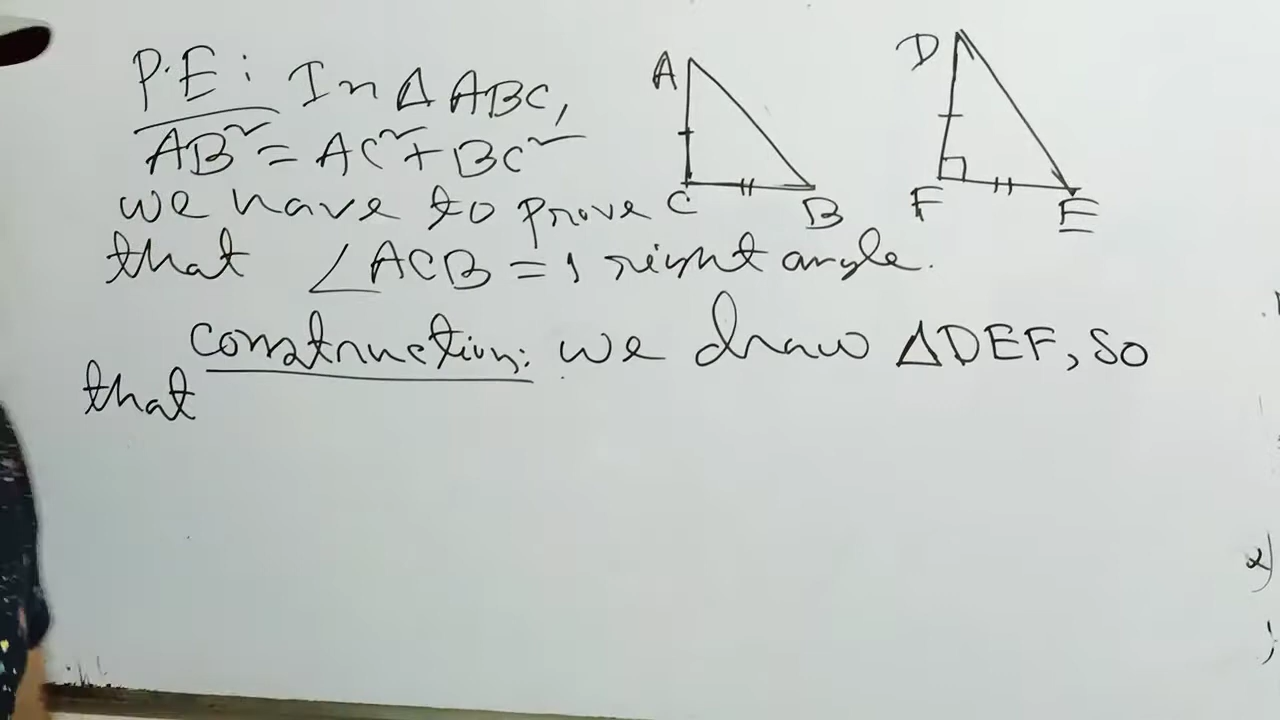 P.E: In Δ ABC,
AB² = AC² + BC²
we have to prove
that ∠ACB = 1 right angle.
construction: we draw ΔDEF, so
that
A
C
B
D
F
E